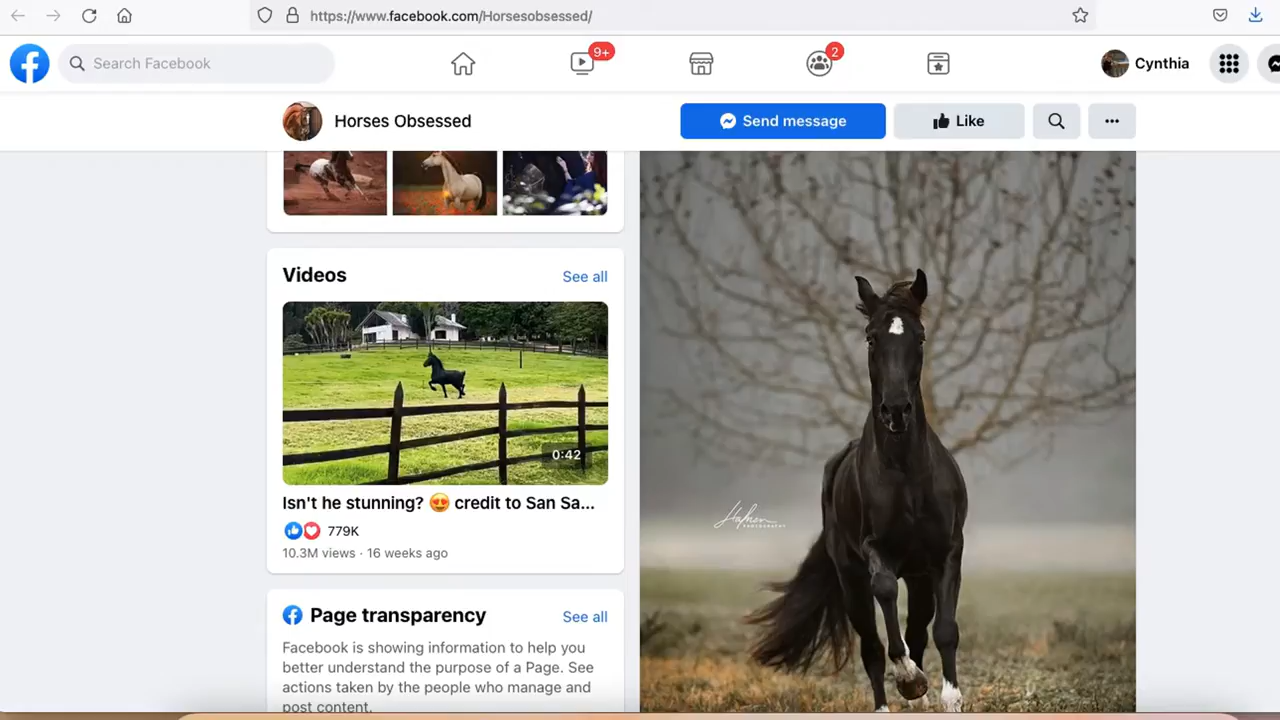 https://www.facebook.com/Horsesobsessed/
Search Facebook
9+
2
Cynthia
Horses Obsessed
Send message
Like
Videos
See all
0:42
Isn't he stunning? 😍 credit to San Sa...
779K
10.3M views · 16 weeks ago
Page transparency
See all
Facebook is showing information to help you
better understand the purpose of a Page. See
actions taken by the people who manage and
post content.
PHOTOGRAPHY